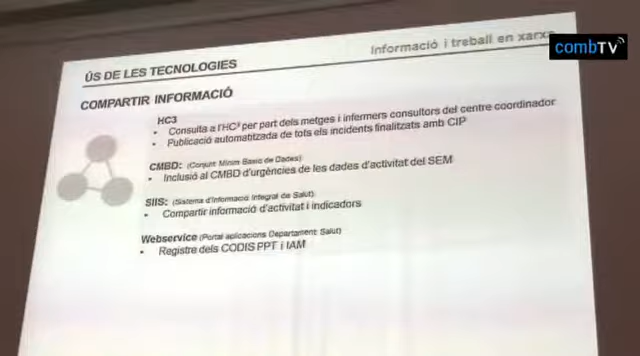 combTV
Informació i treball en xarxa
ÚS DE LES TECNOLOGIES
COMPARTIR INFORMACIÓ
HC3
• Consulta a l'HC³ per part dels metges i infermers consultors del centre coordinador
• Publicació automatitzada de tots els incidents finalitzats amb CIP
CMBD: (Conjunt Mínim Bàsic de Dades)
• Inclusió al CMBD d'urgències de les dades d'activitat del SEM
SIIS: (Sistema d'Informació Integral de Salut)
• Compartir informació d'activitat i indicadors
Webservice (Portal aplicacions Departament Salut)
• Registre dels CODIS PPT i IAM